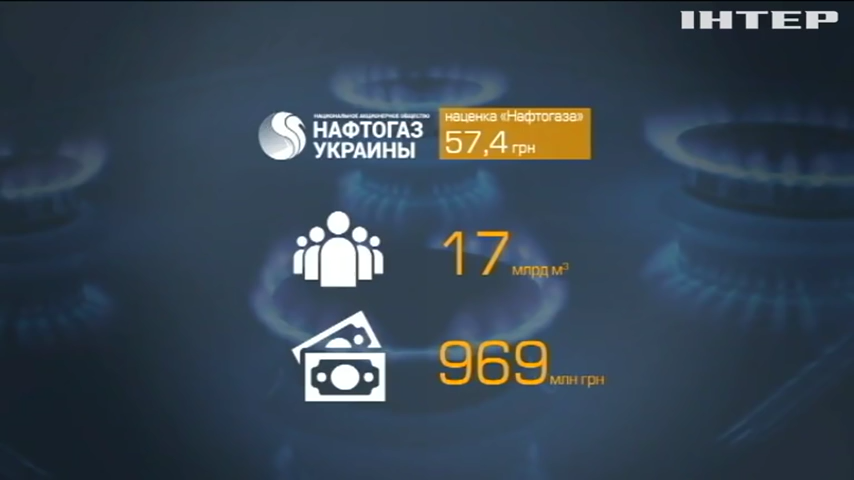 ІНТЕР
НАЦИОНАЛЬНОЕ АКЦИОНЕРНОЕ ОБЩЕСТВО
НАФТОГАЗ
УКРАИНЫ
наценка «Нафтогаза»
57,4 грн
17 млрд м³
969 млн грн